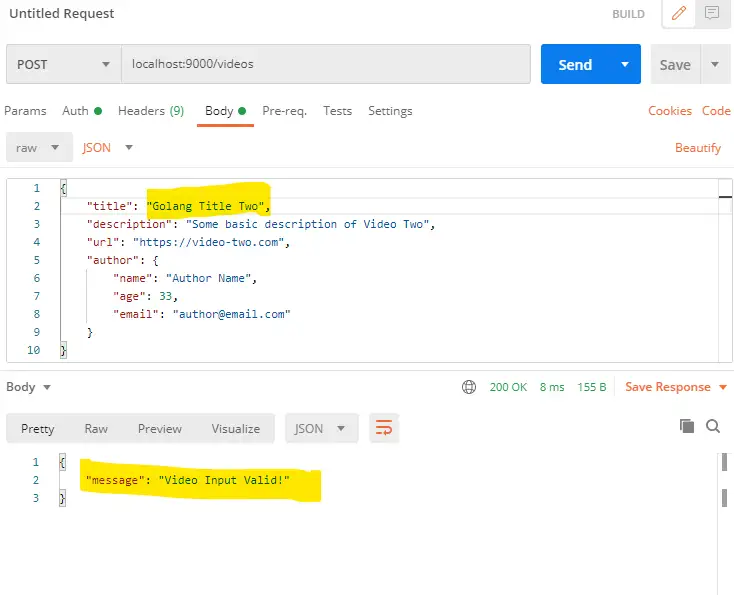 Untitled Request BUILD
POST localhost:9000/videos Send Save
Params Auth Headers (9) Body Pre-req. Tests Settings Cookies Code
raw JSON Beautify
1 {
2 "title": "Golang Title Two",
3 "description": "Some basic description of Video Two",
4 "url": "https://video-two.com",
5 "author": {
6 "name": "Author Name",
7 "age": 33,
8 "email": "author@email.com"
9 }
10 }
Body 200 OK 8 ms 155 B Save Response
Pretty Raw Preview Visualize JSON
1 {
2 "message": "Video Input Valid!"
3 }